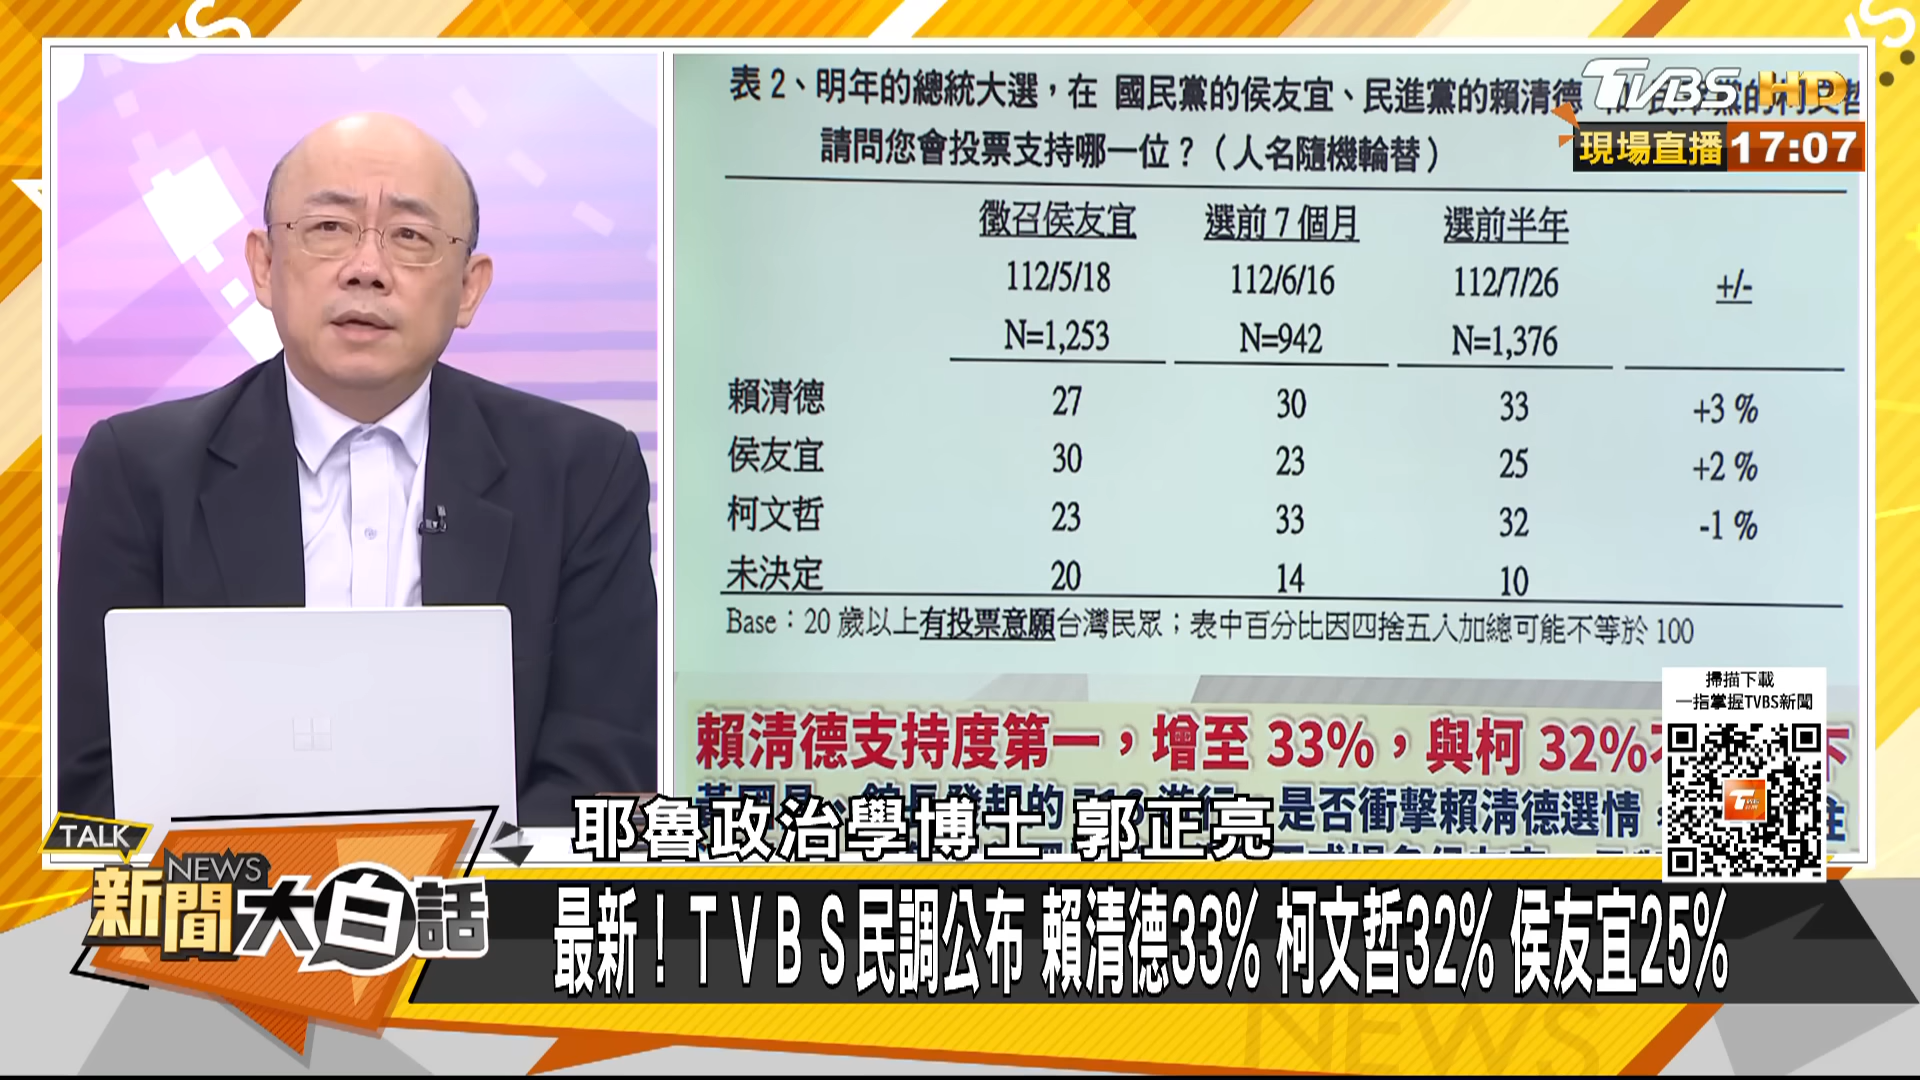 TVBS HD
現場直播 17:07
表 2、明年的總統大選，在 國民黨的侯友宜、民進黨的賴清德
請問您會投票支持哪一位？（人名隨機輪替）
徵召侯友宜 選前 7 個月 選前半年
112/5/18 112/6/16 112/7/26 +/-
N=1,253 N=942 N=1,376
賴清德 27 30 33 +3 %
侯友宜 30 23 25 +2 %
柯文哲 23 33 32 -1 %
未決定 20 14 10
Base：20 歲以上有投票意願台灣民眾；表中百分比因四捨五入加總可能不等於 100
掃描下載
一指掌握TVBS新聞
賴清德支持度第一，增至 33%，與柯 32%
是否衝擊賴清德選情
耶魯政治學博士 郭正亮
TALK
NEWS
新聞大白話
最新！TVBS民調公布 賴清德33% 柯文哲32% 侯友宜25%
NEWS